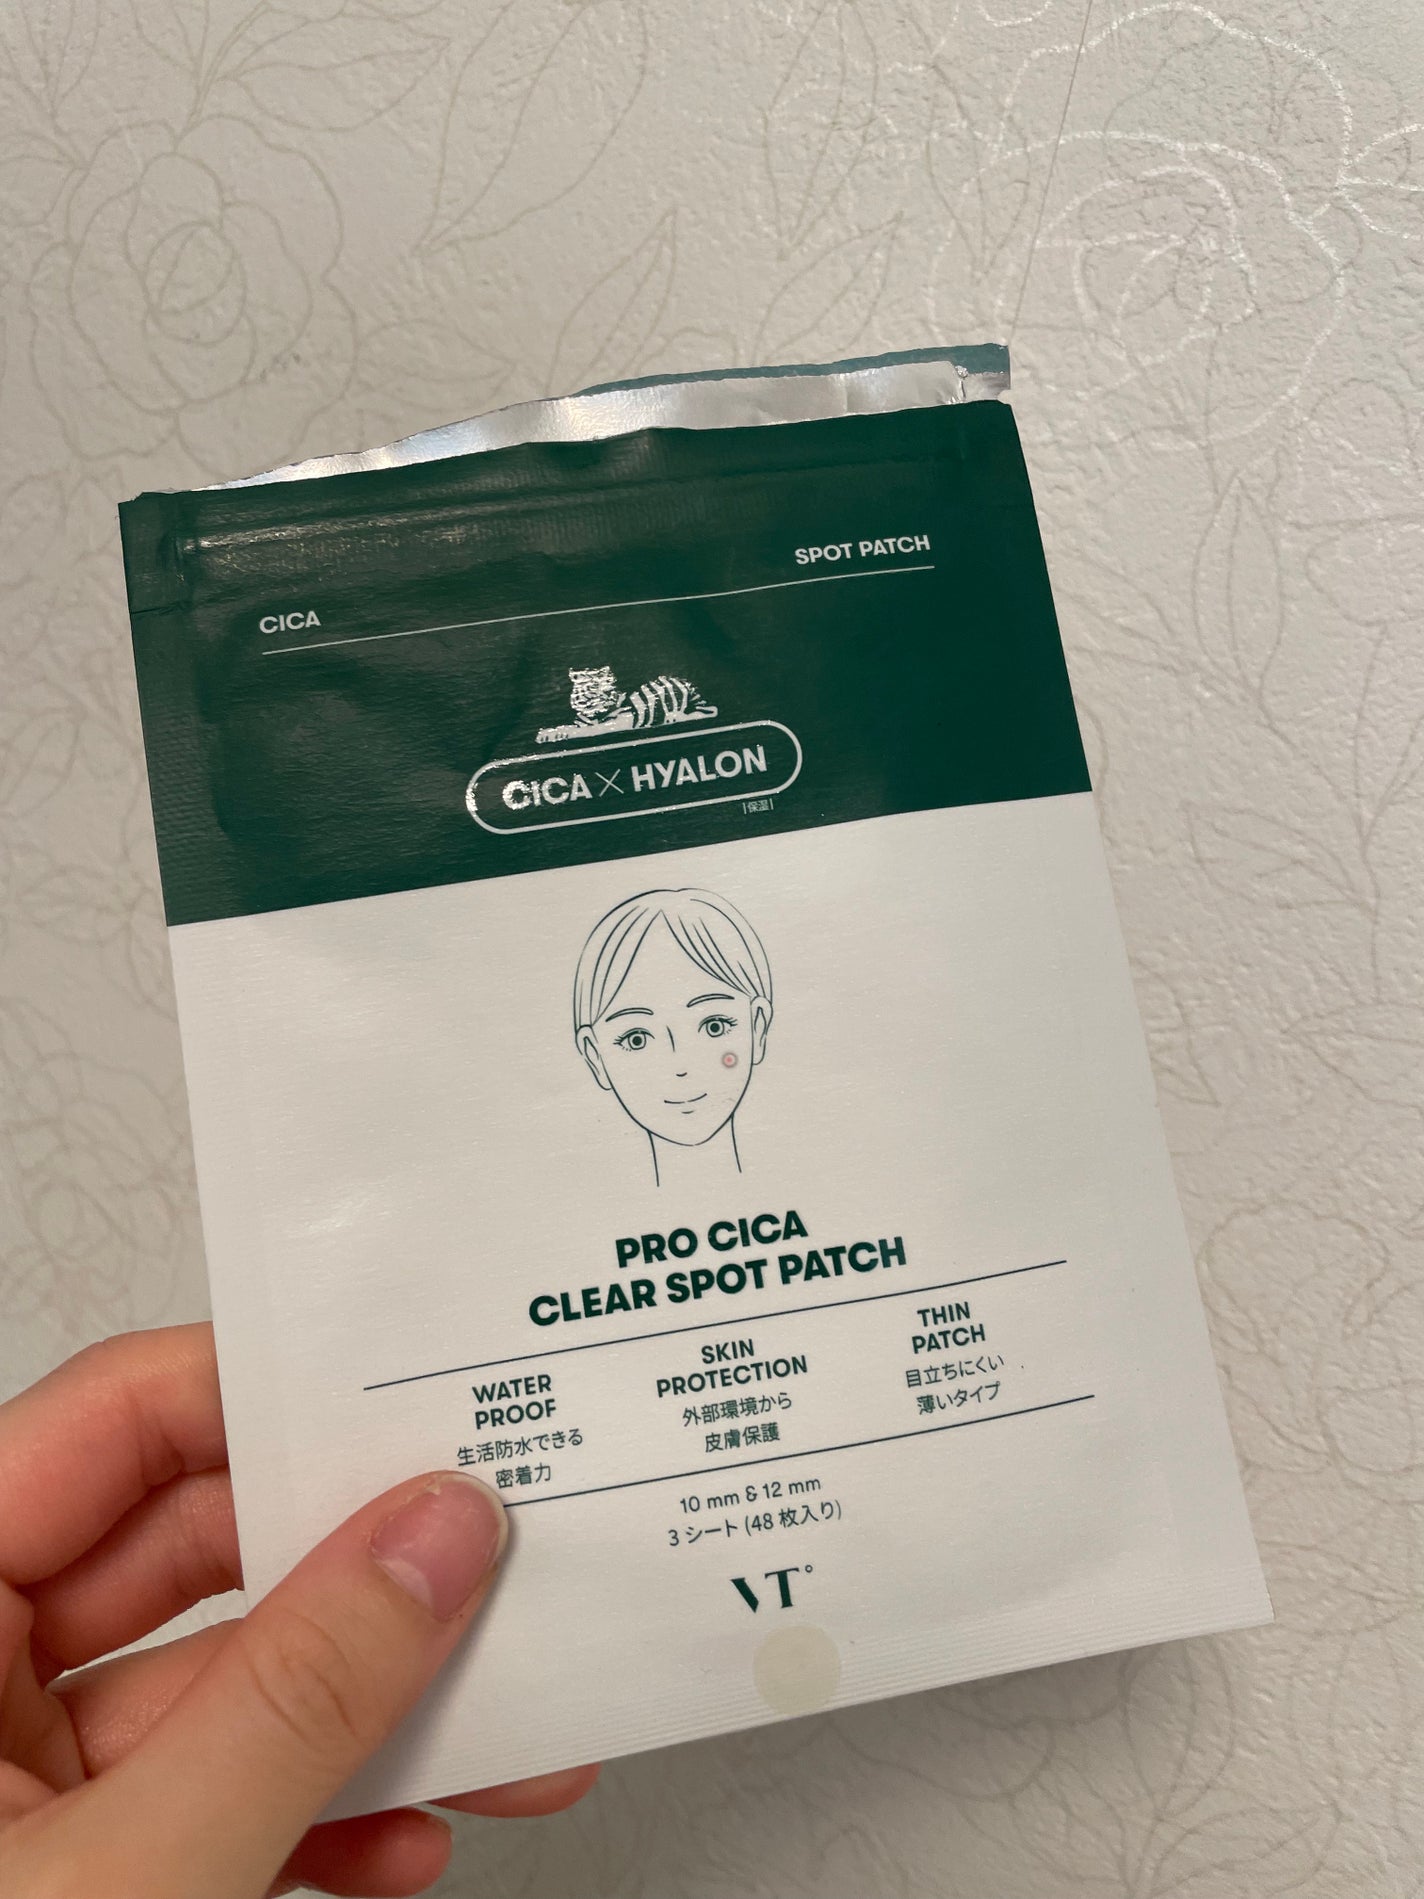 CICA
SPOT PATCH
CICA × HYALON
|保湿|
PRO CICA
CLEAR SPOT PATCH
WATER
PROOF
生活防水できる
密着力
SKIN
PROTECTION
外部環境から
皮膚保護
THIN
PATCH
目立ちにくい
薄いタイプ
10 mm & 12 mm
3 シート (48 枚入り)
VT